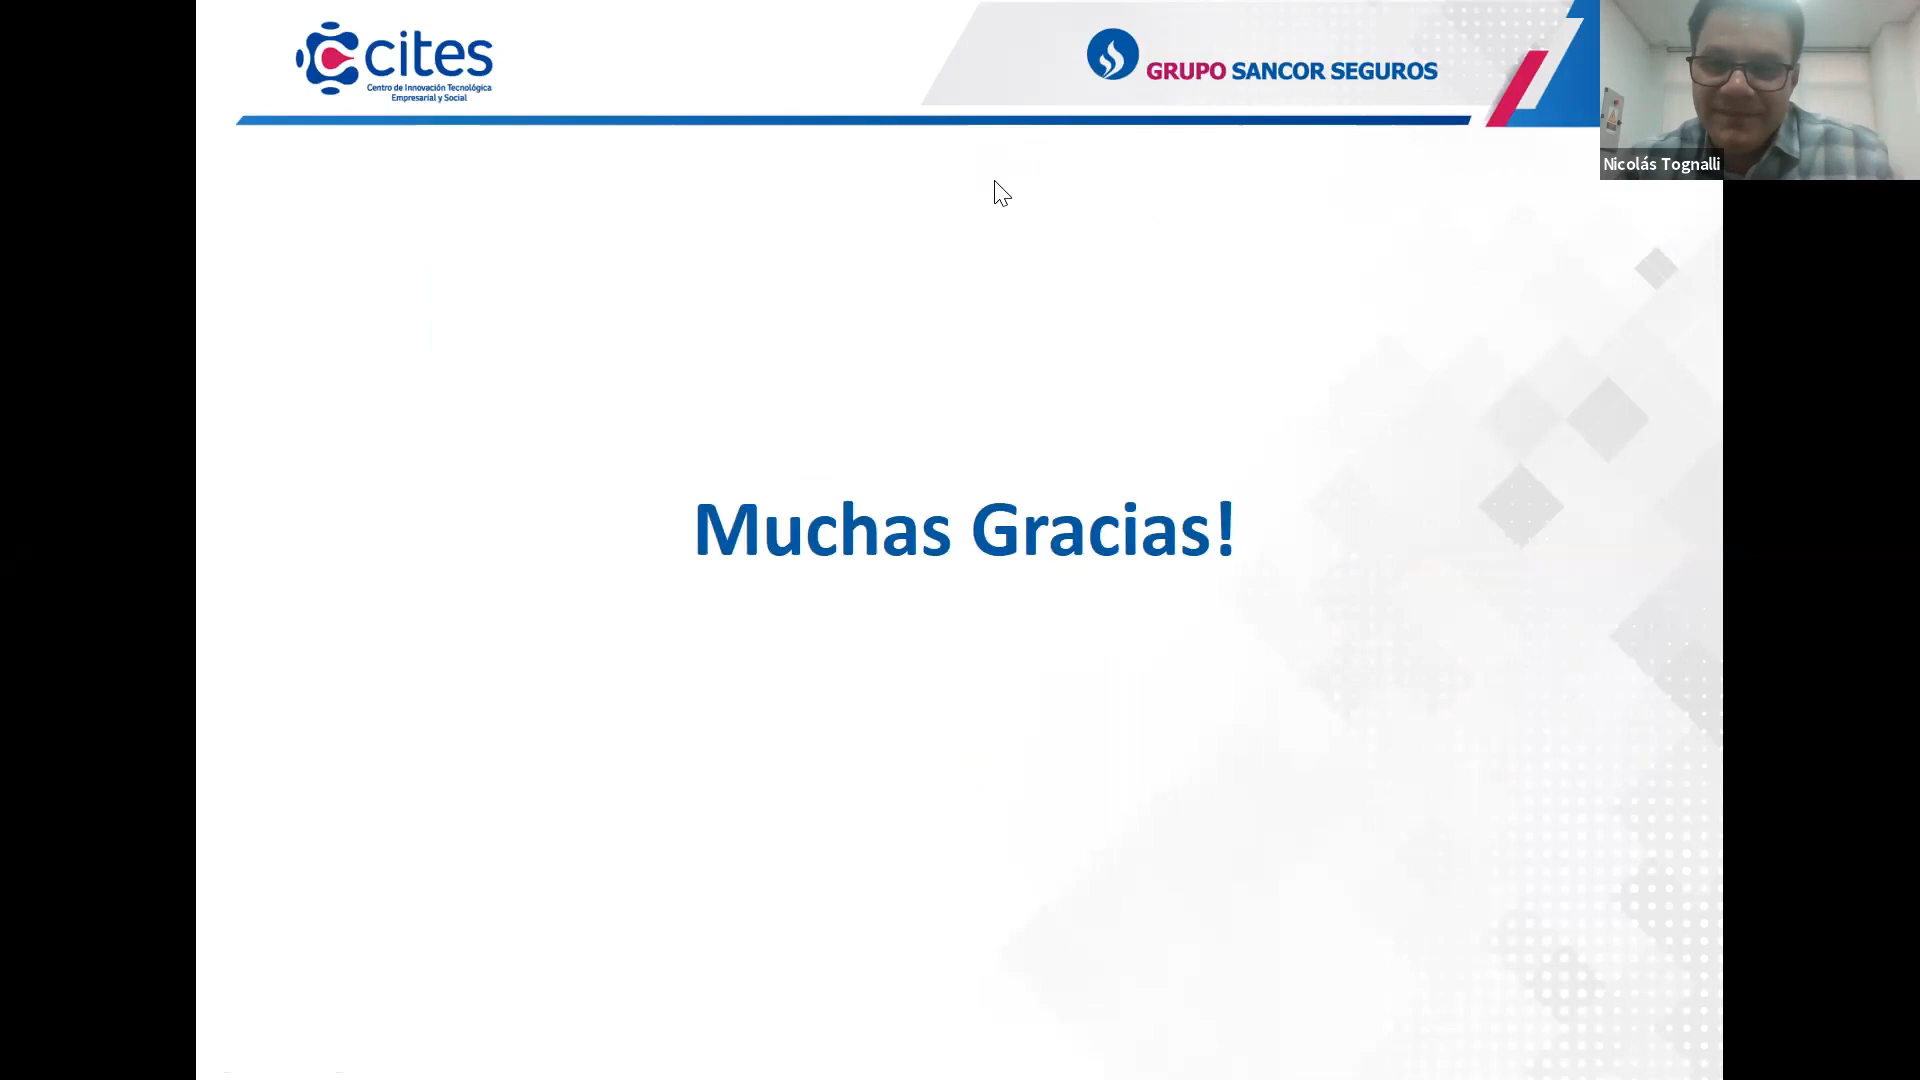 cites
Centro de Innovación Tecnológica
Empresarial y Social
GRUPO SANCOR SEGUROS
Nicolás Tognalli
Muchas Gracias!